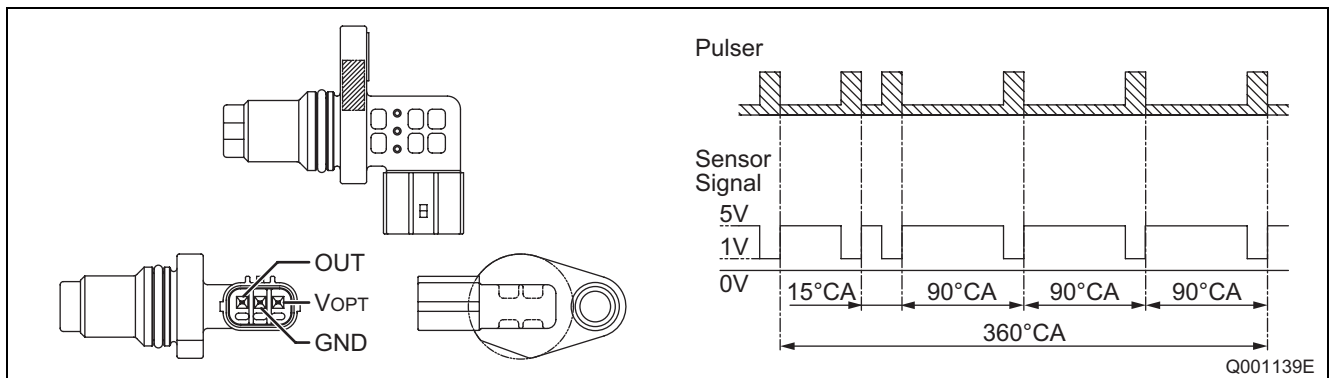 OUT
VOPT
GND
Pulser
Sensor
Signal
5V
1V
0V
15°CA
90°CA
90°CA
90°CA
360°CA
Q001139E